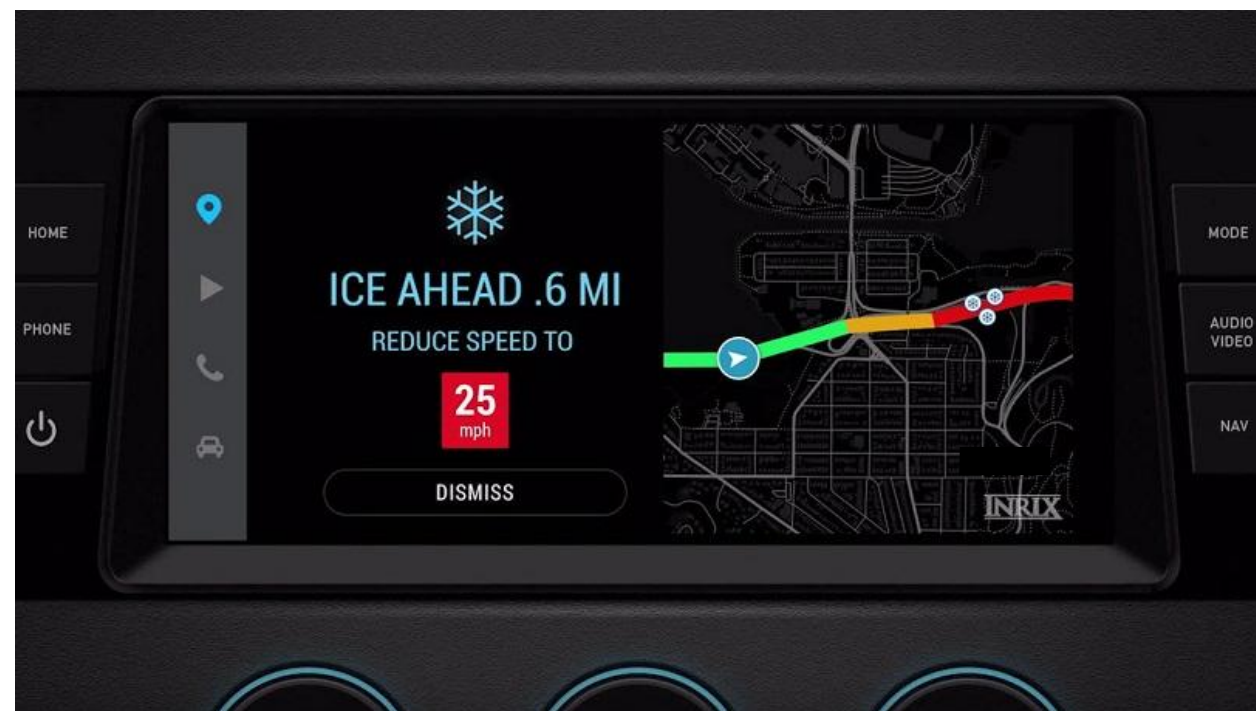 HOME
PHONE
ICE AHEAD .6 MI
REDUCE SPEED TO
25
mph
DISMISS
INRIX
MODE
AUDIO
VIDEO
NAV